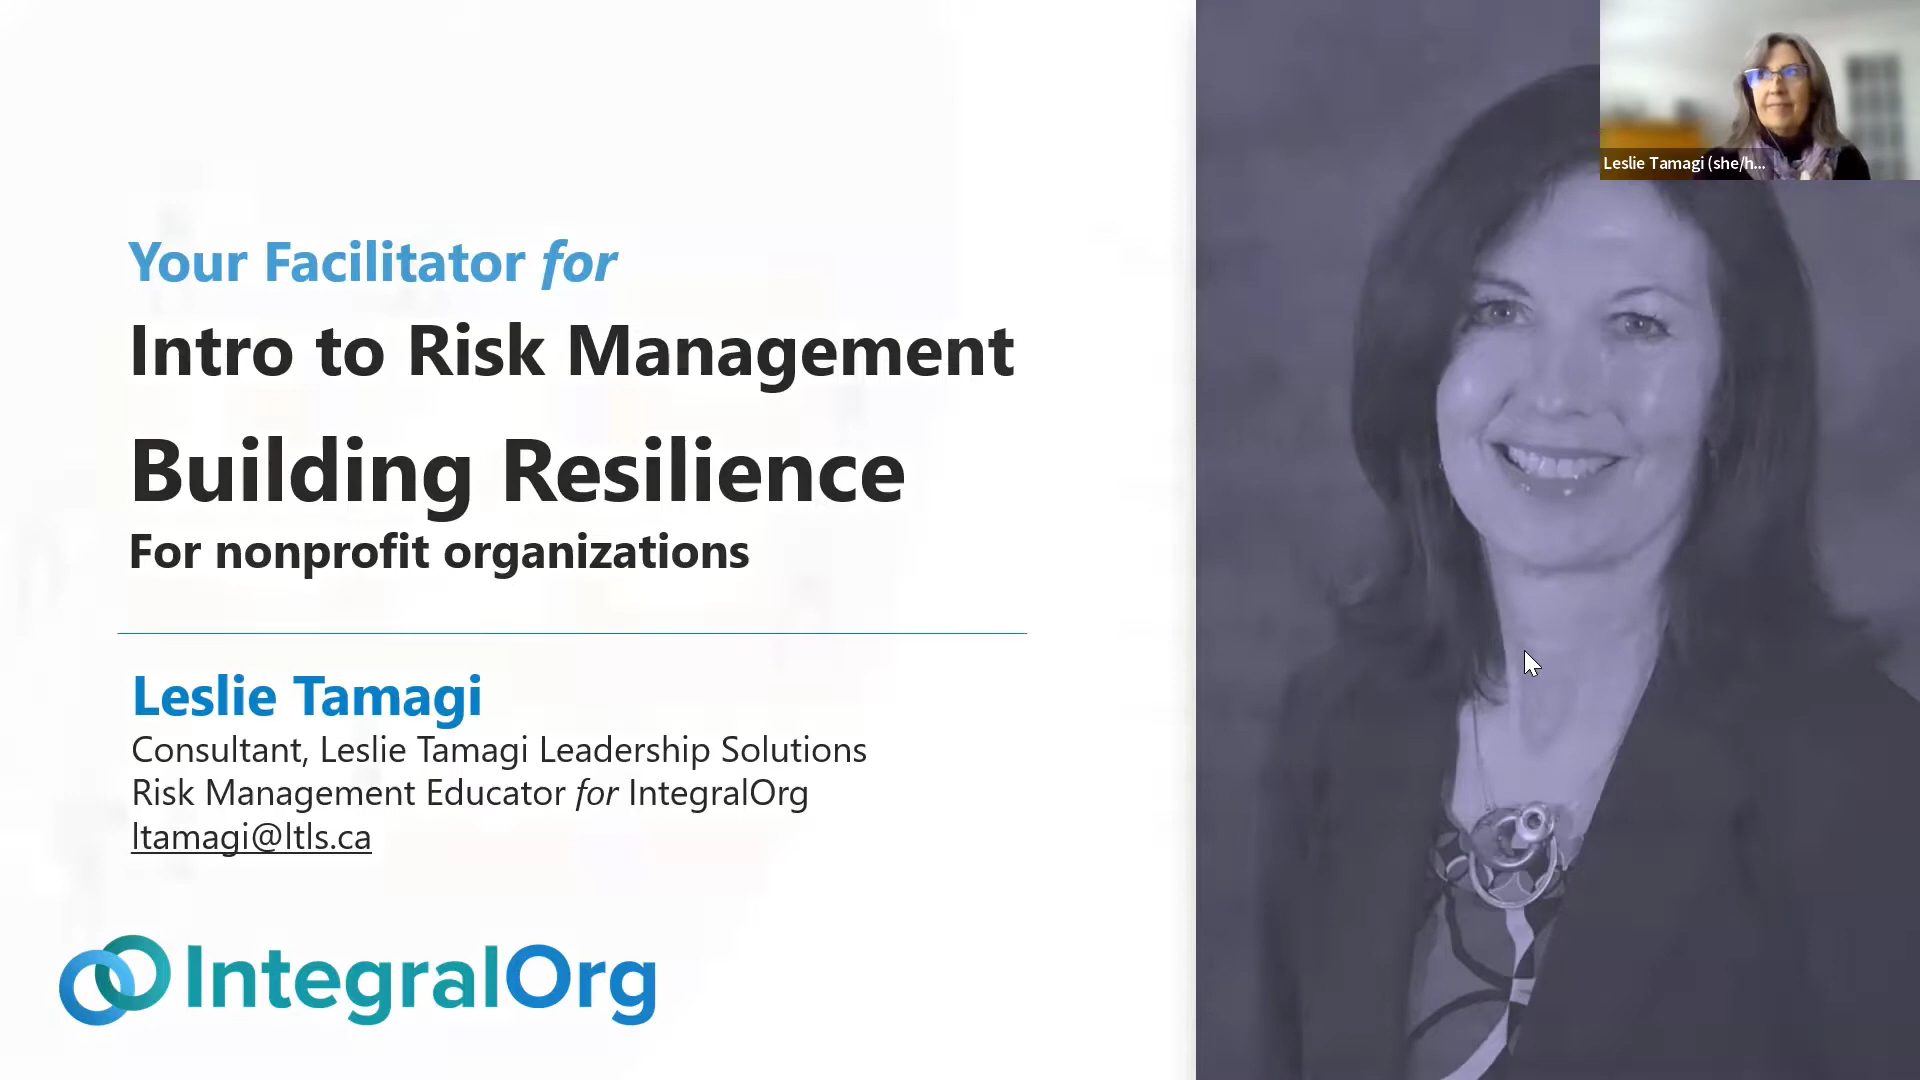 Your Facilitator for
Intro to Risk Management
Building Resilience
For nonprofit organizations
Leslie Tamagi
Consultant, Leslie Tamagi Leadership Solutions
Risk Management Educator for IntegralOrg
ltamagi@ltls.ca
IntegralOrg
Leslie Tamagi (she/h...